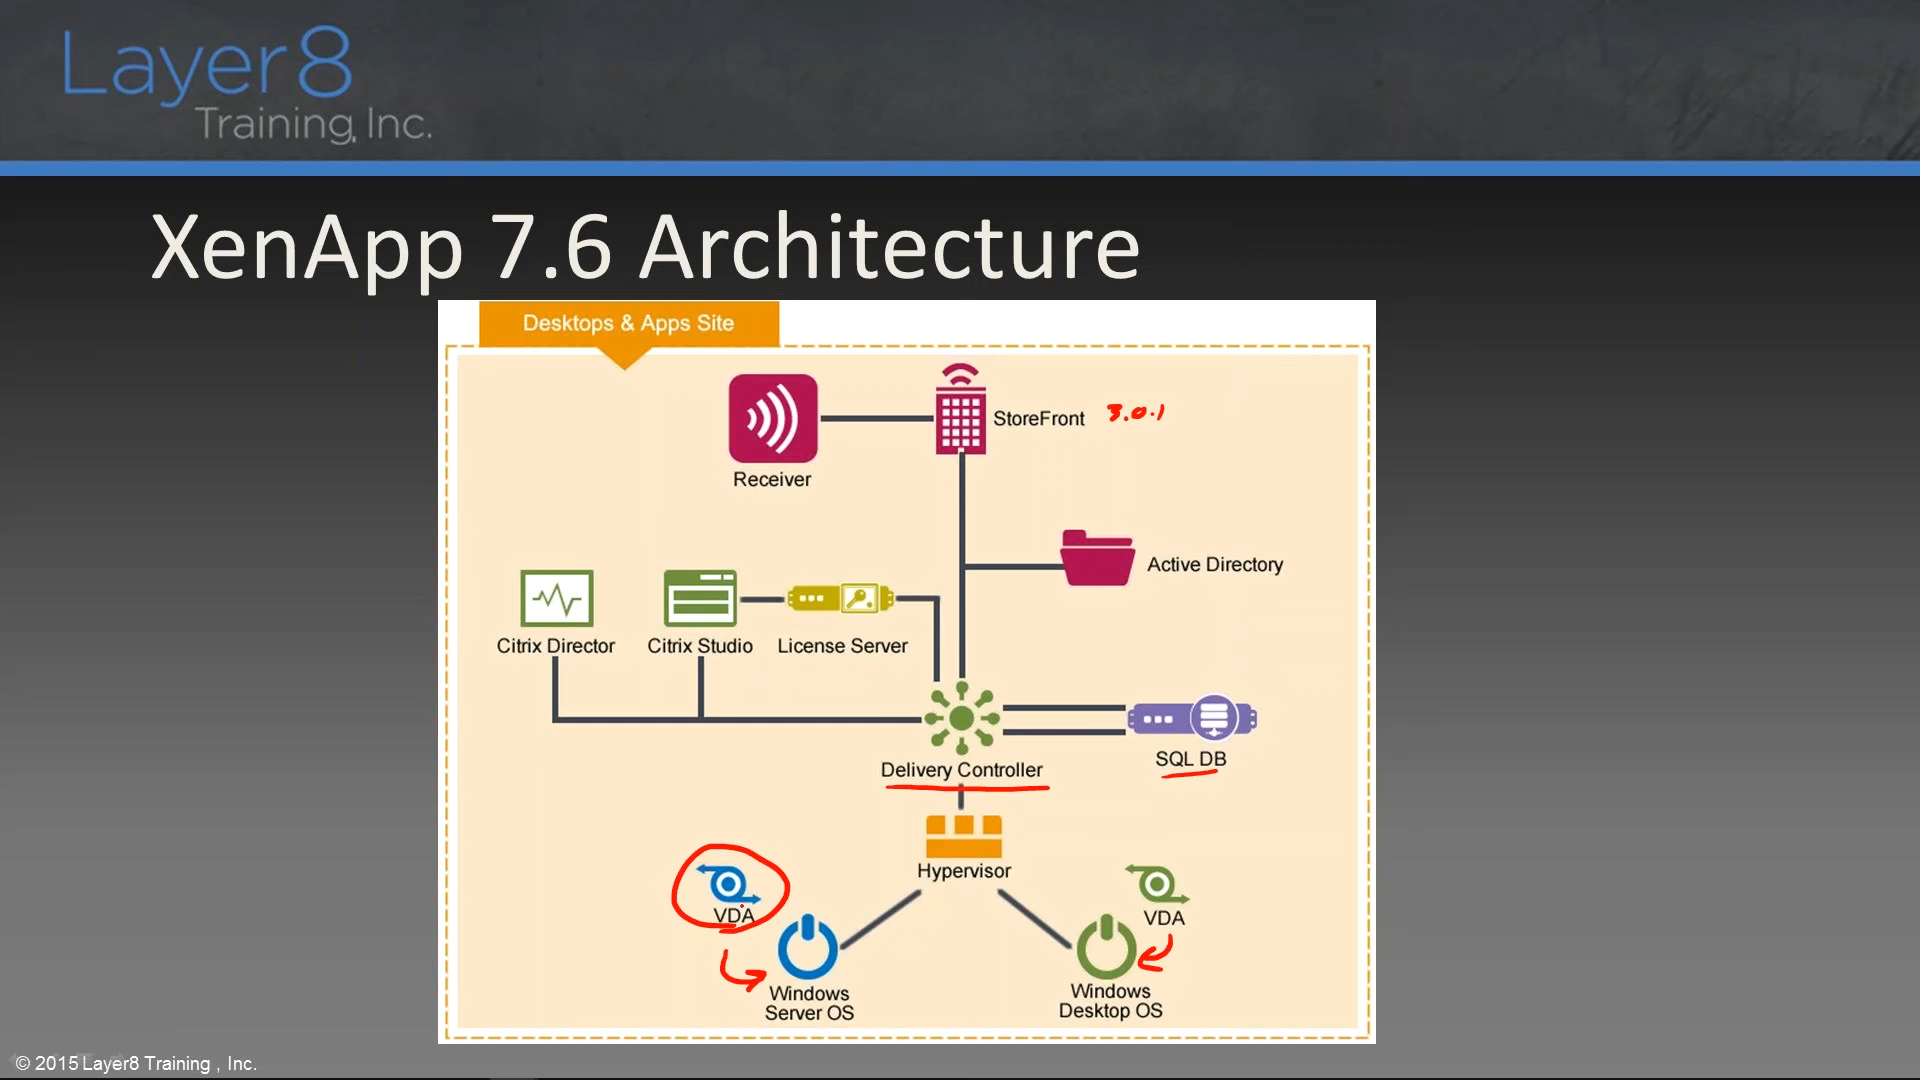 Layer8
Training, Inc.
XenApp 7.6 Architecture
Desktops & Apps Site
StoreFront 3.0.1
Receiver
Active Directory
Citrix Director
Citrix Studio
License Server
SQL DB
Delivery Controller
Hypervisor
VDA
VDA
Windows
Server OS
Windows
Desktop OS
© 2015 Layer8 Training , Inc.